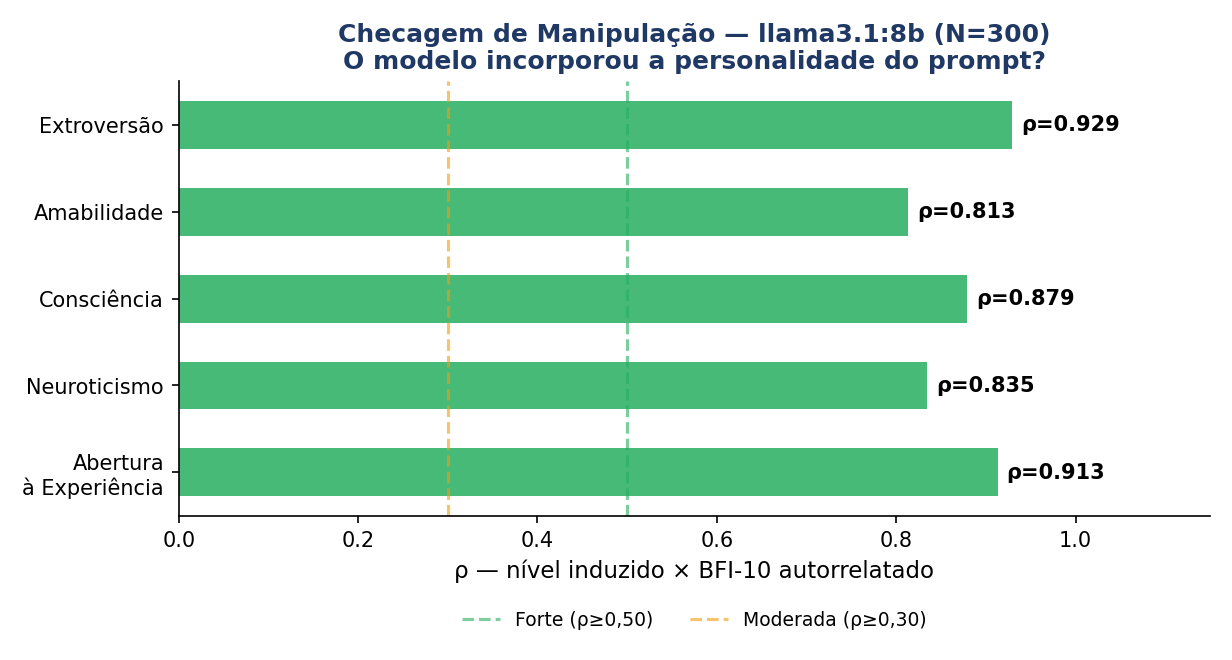 Checagem de Manipulação — llama3.1:8b (N=300)
O modelo incorporou a personalidade do prompt?
Extroversão
ρ=0.929
Amabilidade
ρ=0.813
Consciência
ρ=0.879
Neuroticismo
ρ=0.835
Abertura
à Experiência
ρ=0.913
0.0 0.2 0.4 0.6 0.8 1.0
ρ — nível induzido × BFI-10 autorrelatado
Forte (ρ≥0,50) Moderada (ρ≥0,30)